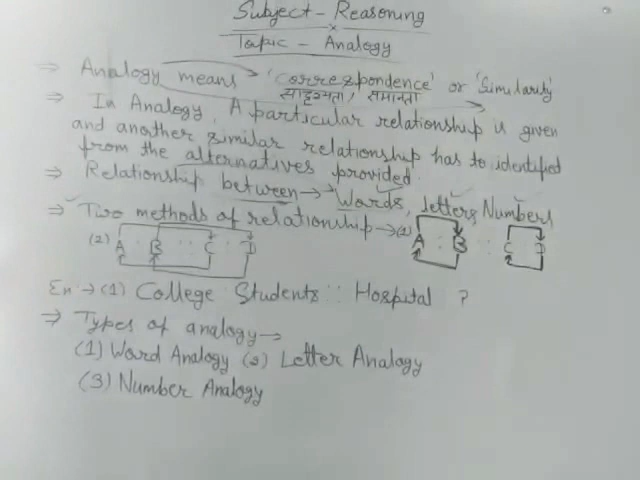 Subject - Reasoning
Topic - Analogy
⇒ Analogy means → 'Correspondence' or 'Similarity'
सादृश्यता, समानता
⇒ In Analogy, A particular relationship is given
and another similar relationship has to identified
from the alternatives provided.
⇒ Relationship between → Words, letters, Numbers
⇒ Two methods of relationship → (1) A : B :: C : D
(2) A : B :: C : D
Ex → (1) College : Students :: Hospital : ?
⇒ Types of analogy →
(1) Word Analogy (2) Letter Analogy
(3) Number Analogy